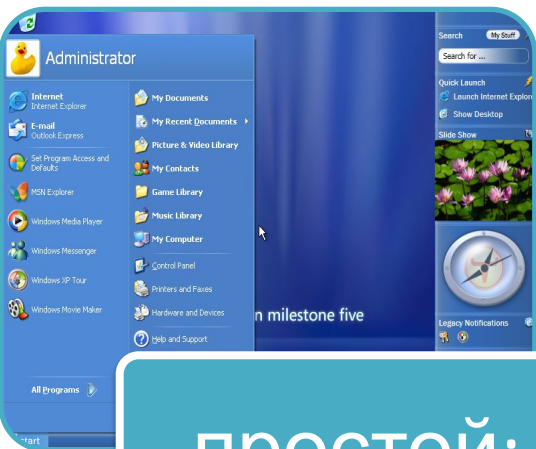 Administrator
Internet
Internet Explorer
E-mail
Outlook Express
Set Program Access and
Defaults
MSN Explorer
Windows Media Player
Windows Messenger
Windows XP Tour
Windows Movie Maker
All Programs
start
My Documents
My Recent Documents
Picture & Video Library
My Contacts
Game Library
Music Library
My Computer
Control Panel
Printers and Faxes
Hardware and Devices
Help and Support
milestone five
Search
My Stuff
Search for ...
Quick Launch
Launch Internet
Show Desktop
Slide Show
Legacy Notifications
простой: